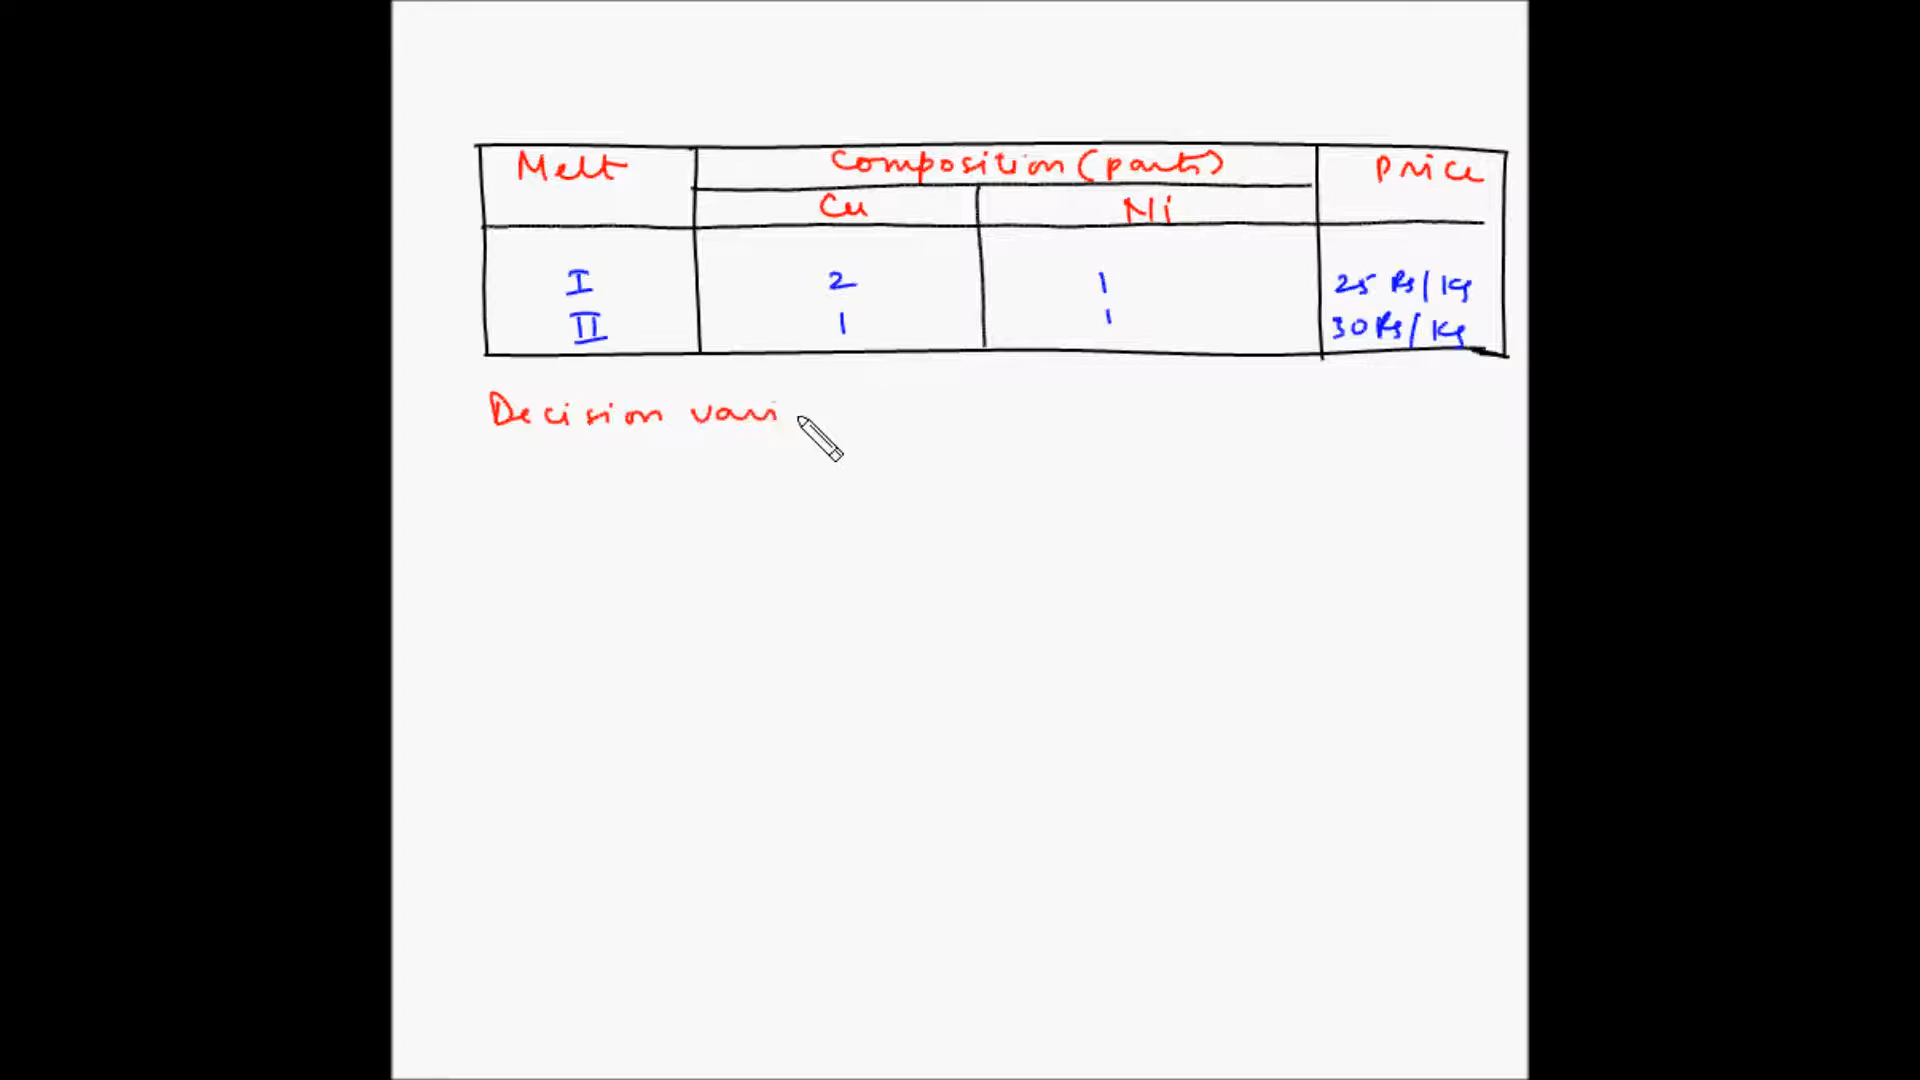 Melt Composition (parts) Price
Cu Ni
I 2 1 25 Rs/Kg
II 1 1 30 Rs/Kg
Decision vari